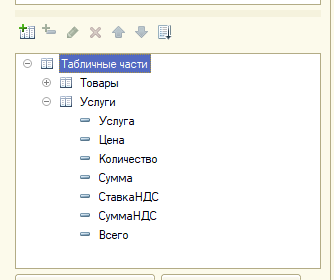 Табличные части
Товары
Услуги
Услуга
Цена
Количество
Сумма
СтавкаНДС
СуммаНДС
Всего